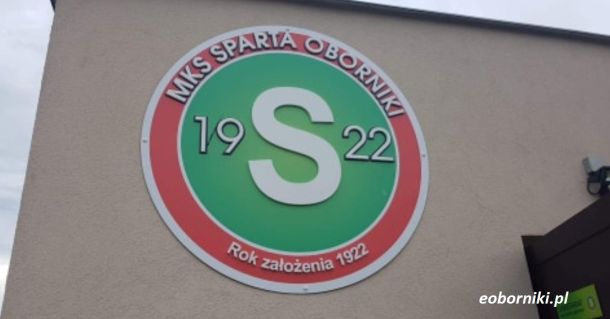 MKS SPARTA OBORNIKI
19 S 22
Rok założenia 1922
eoborniki.pl